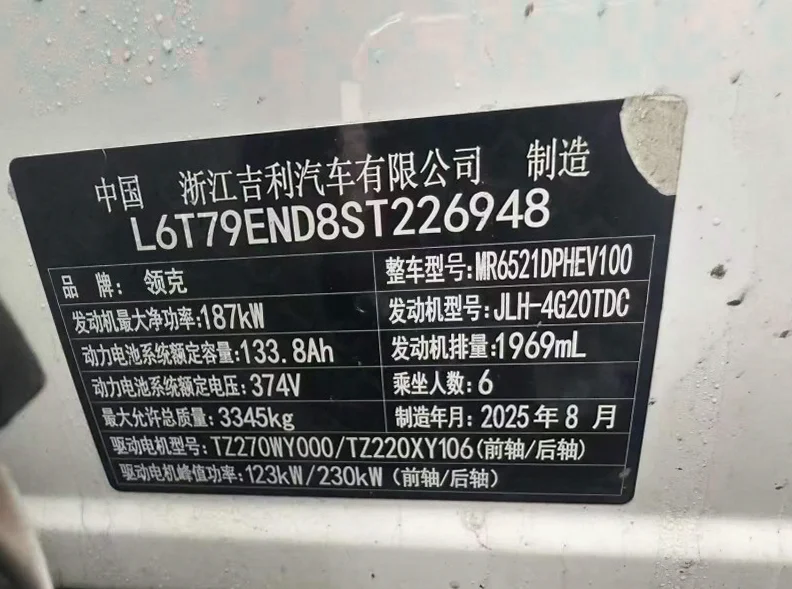 中国 浙江吉利汽车有限公司 制造
L6T79END8ST226948
品 牌: 领克 整车型号:MR6521DPHEV100
发动机最大净功率:187kW 发动机型号:JLH-4G20TDC
动力电池系统额定容量:133.8Ah 发动机排量:1969mL
动力电池系统额定电压:374V 乘坐人数:6
最大允许总质量:3345kg 制造年月:2025年8月
驱动电机型号:TZ270WY000/TZ220XY106(前轴/后轴)
驱动电机峰值功率:123kW/230kW(前轴/后轴)